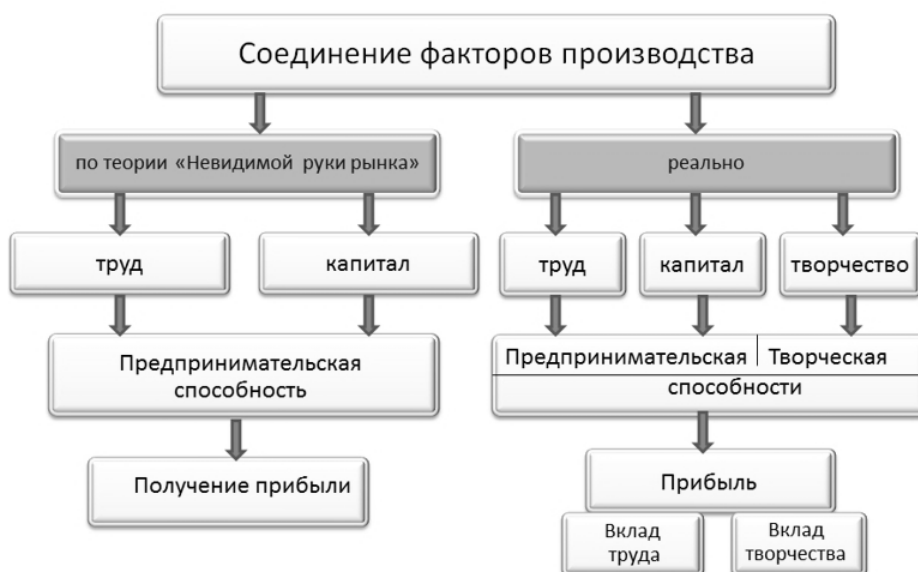 Соединение факторов производства
по теории «Невидимой руки рынка»
реально
труд
капитал
труд
капитал
творчество
Предпринимательская
способность
Предпринимательская
Творческая
способности
Получение прибыли
Прибыль
Вклад
труда
Вклад
творчества